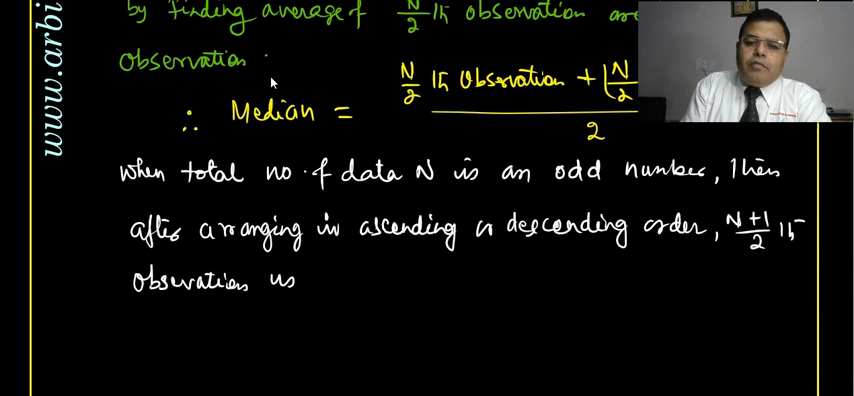 www.arbi
by finding average of N/2 th observation
observation.
∴ Median = N/2 th observation + (N/2 / 2
when total no. of data N is an odd number, then
after arranging in ascending or descending order, N+1/2 th
observation is